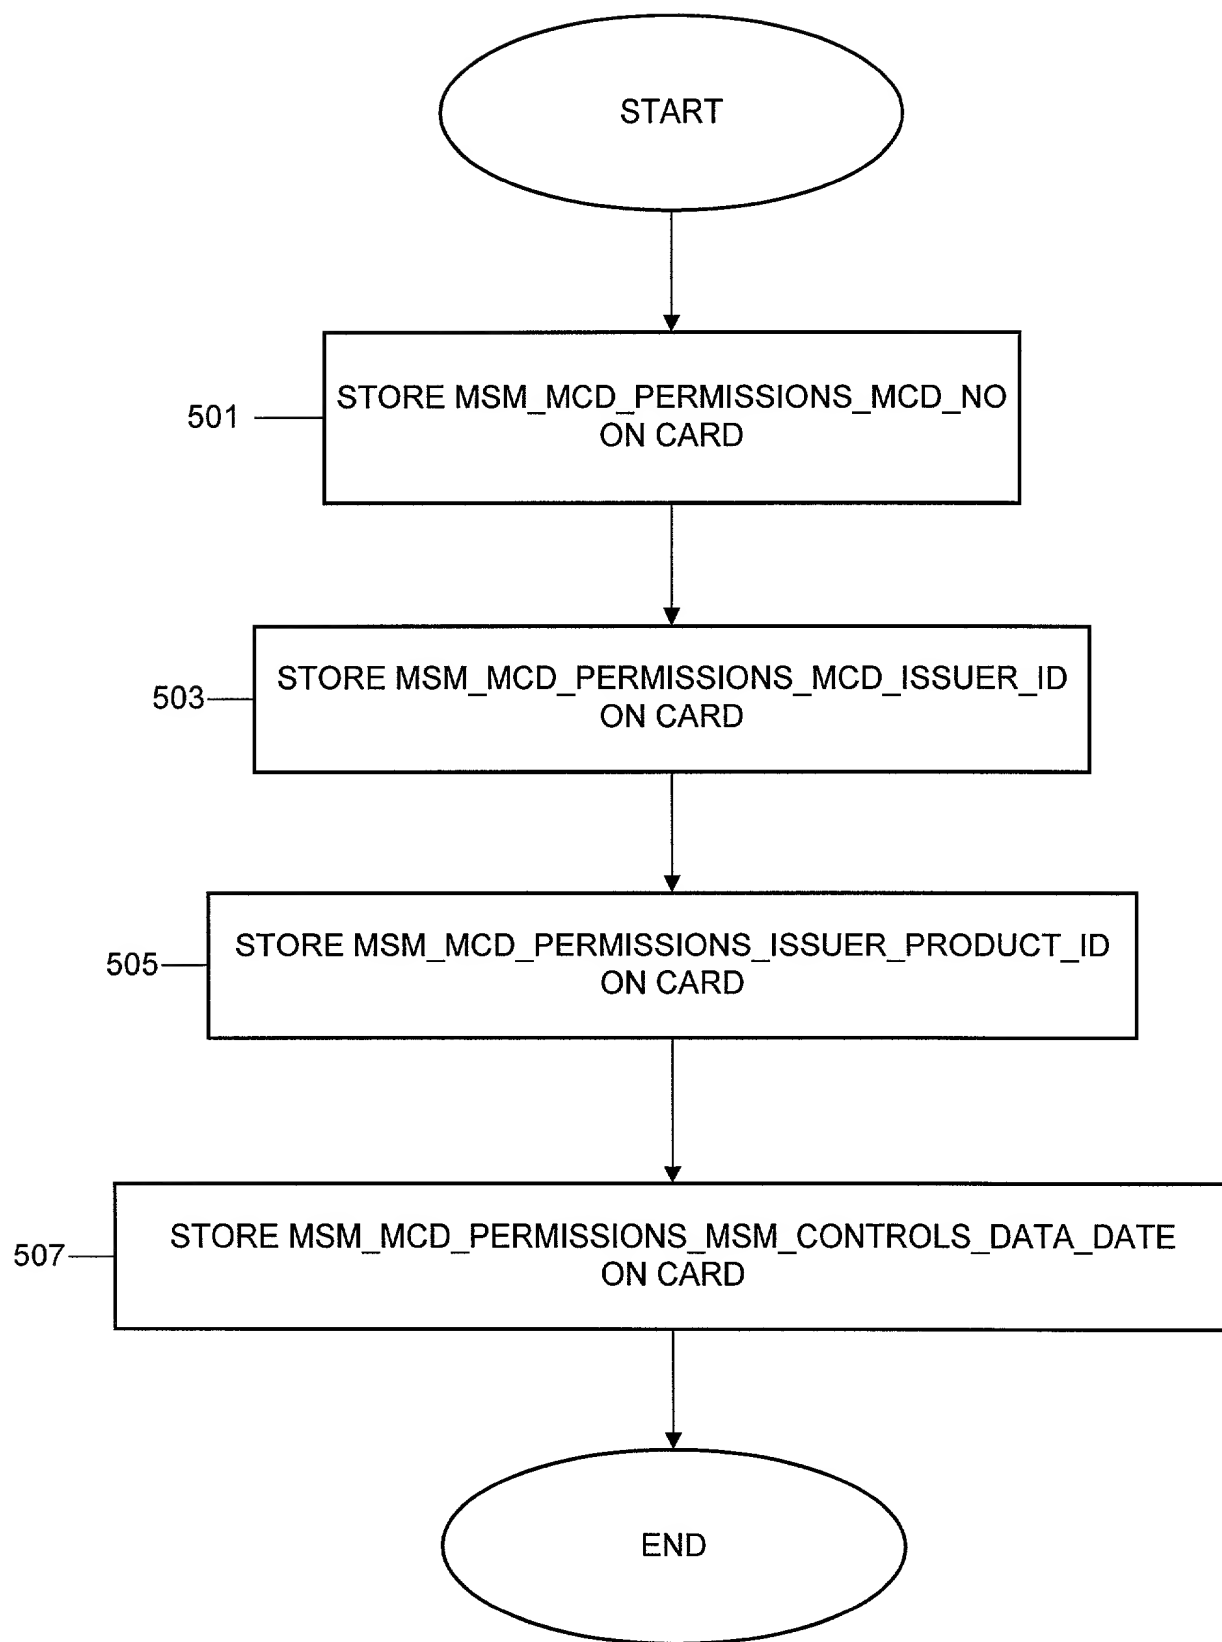 START
501
STORE MSM_MCD_PERMISSIONS_MCD_NO
ON CARD
503
STORE MSM_MCD_PERMISSIONS_MCD_ISSUER_ID
ON CARD
505
STORE MSM_MCD_PERMISSIONS_ISSUER_PRODUCT_ID
ON CARD
507
STORE MSM_MCD_PERMISSIONS_MSM_CONTROLS_DATA_DATE
ON CARD
END